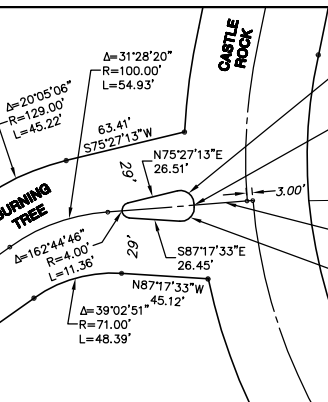 Δ=31°28'20"
R=100.00'
L=54.93'
CASTLE
ROCK
Δ=20°05'06"
R=129.00'
L=45.22'
63.41'
S75°27'13"W
N75°27'13"E
26.51'
29'
3.00'
BURNING
TREE
Δ=162°44'46"
R=4.00'
L=11.36'
29'
S87°17'33"E
26.45'
N87°17'33"W
45.12'
Δ=39°02'51"
R=71.00'
L=48.39'